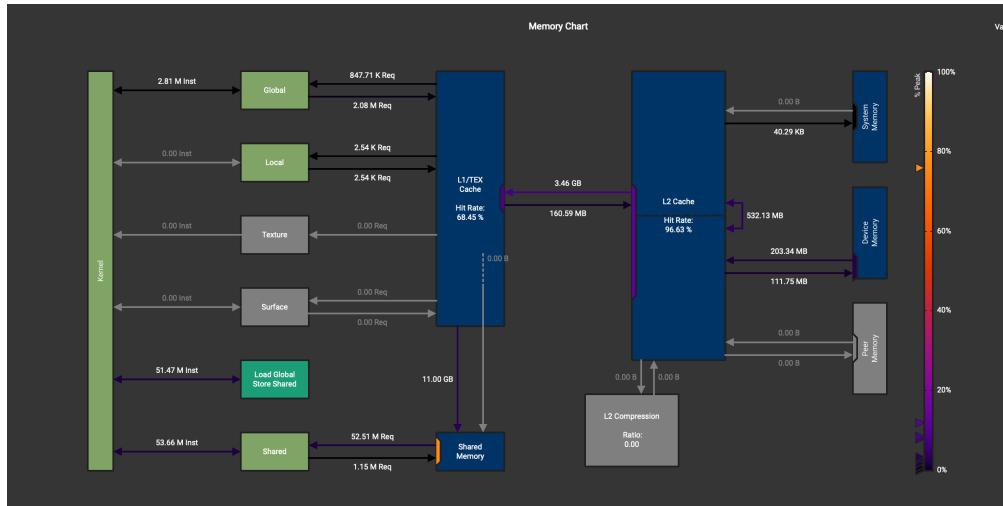 Memory Chart
Va
Kernel
2.81 M Inst
Global
847.71 K Req
2.08 M Req
0.00 Inst
Local
2.54 K Req
2.54 K Req
0.00 Inst
Texture
0.00 Req
0.00 Inst
Surface
0.00 Req
0.00 Req
51.47 M Inst
Load Global
Store Shared
53.66 M Inst
Shared
52.51 M Req
1.15 M Req
L1/TEX
Cache
Hit Rate:
68.45 %
0.00 B
11.00 GB
Shared
Memory
3.46 GB
160.59 MB
L2 Cache
Hit Rate:
96.63 %
0.00 B
0.00 B
L2 Compression
Ratio:
0.00
0.00 B
40.29 KB
System
Memory
532.13 MB
203.34 MB
111.75 MB
Device
Memory
0.00 B
0.00 B
Peer
Memory
% Peak
100%
80%
60%
40%
20%
0%